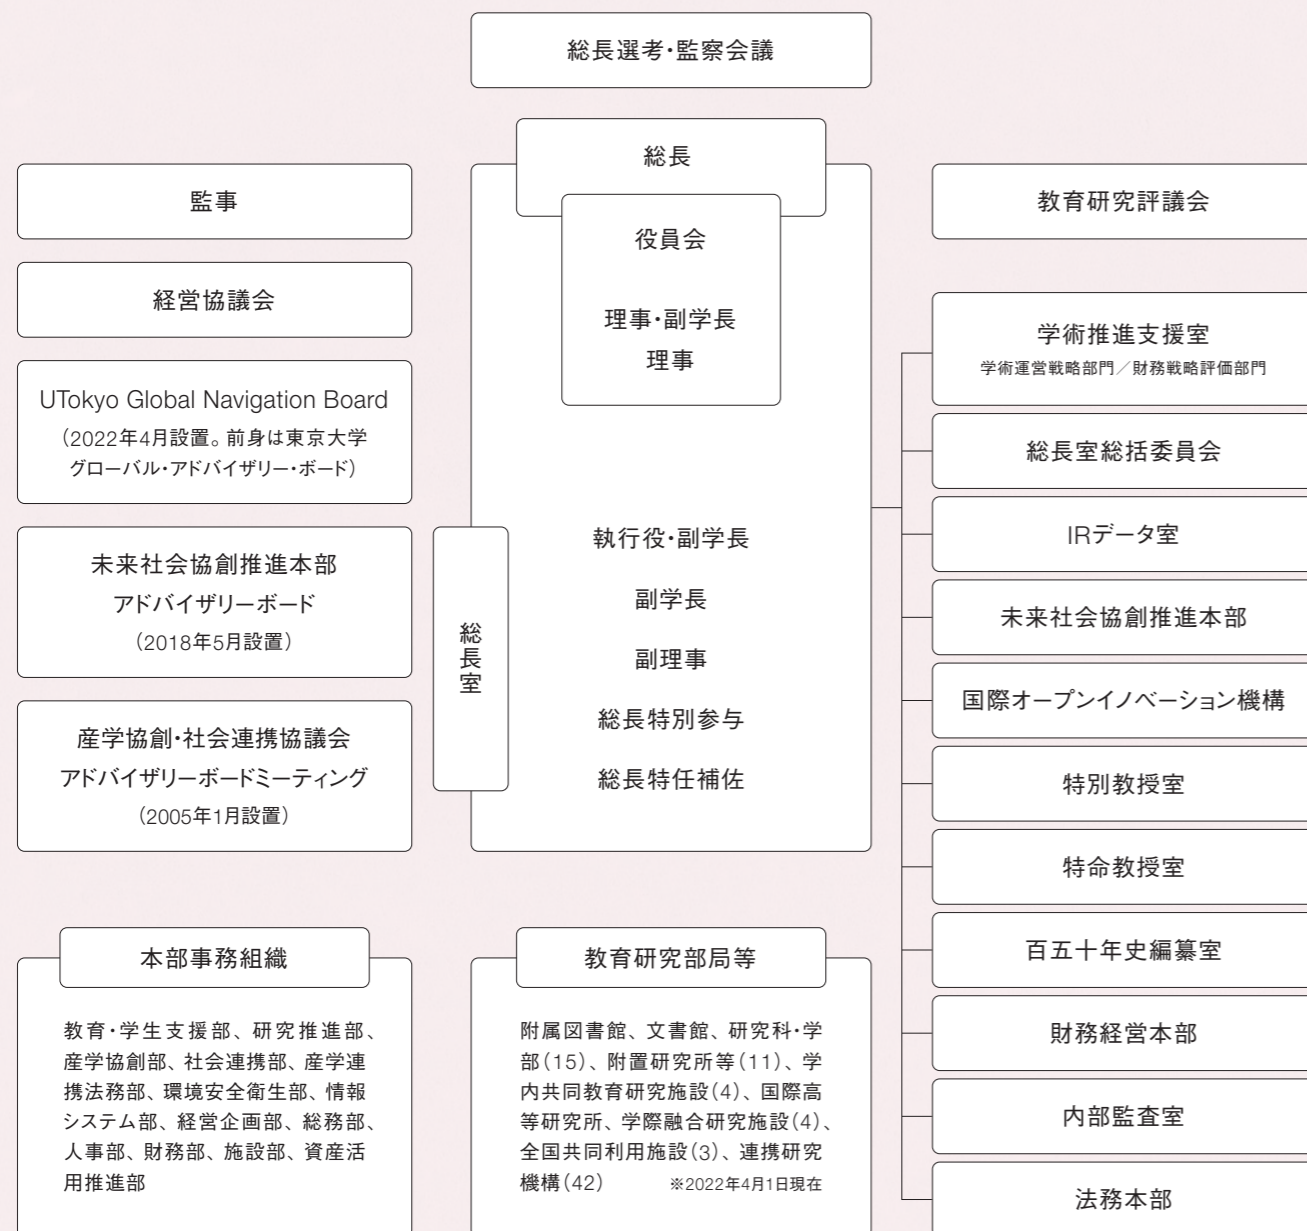 総長選考・監察会議
総長
役員会
理事・副学長
理事
執行役・副学長
副学長
副理事
総長特別参与
総長特任補佐
総長室
監事
経営協議会
UTokyo Global Navigation Board
（2022年4月設置。前身は東京大学
グローバル・アドバイザリー・ボード）
未来社会協創推進本部
アドバイザリーボード
（2018年5月設置）
産学協創・社会連携協議会
アドバイザリーボードミーティング
（2005年1月設置）
教育研究評議会
学術推進支援室
学術運営戦略部門／財務戦略評価部門
総長室総括委員会
IRデータ室
未来社会協創推進本部
国際オープンイノベーション機構
特別教授室
特命教授室
百五十年史編纂室
財務経営本部
内部監査室
法務本部
本部事務組織
教育・学生支援部、研究推進部、
産学協創部、社会連携部、産学連
携法務部、環境安全衛生部、情報
システム部、経営企画部、総務部、
人事部、財務部、施設部、資産活
用推進部
教育研究部局等
附属図書館、文書館、研究科・学
部（15）、附置研究所等（11）、学
内共同教育研究施設（4）、国際高
等研究所、学際融合研究施設（4）、
全国共同利用施設（3）、連携研究
機構（42） ※2022年4月1日現在